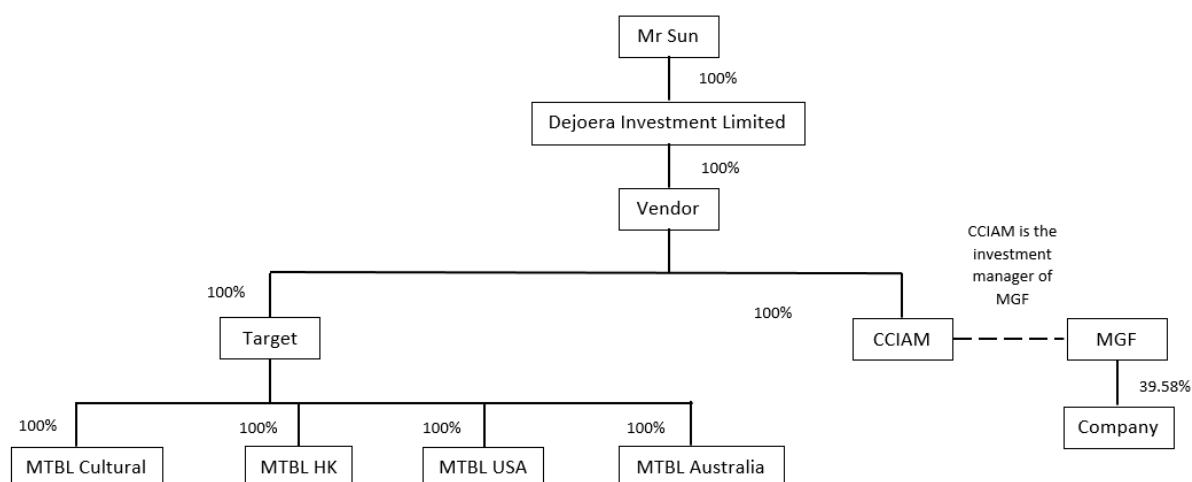 Mr Sun
100%
Dejoera Investment Limited
100%
Vendor
CCIAM is the
investment
manager of
MGF
100%
100%
Target
CCIAM
MGF
39.58%
Company
100%
100%
100%
100%
MTBL Cultural
MTBL HK
MTBL USA
MTBL Australia